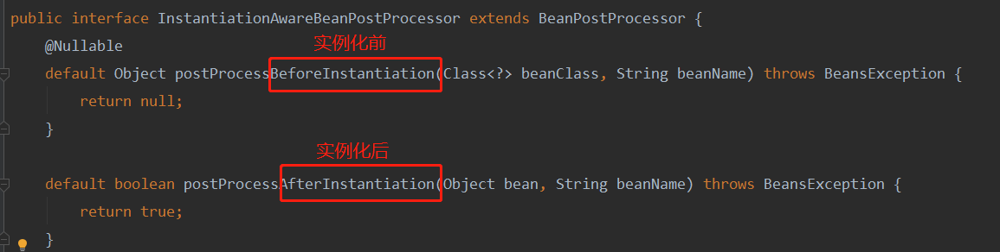 public interface InstantiationAwareBeanPostProcessor extends BeanPostProcessor {
@Nullable
实例化前
default Object postProcessBeforeInstantiation(Class<?> beanClass, String beanName) throws BeansException {
return null;
}
实例化后
default boolean postProcessAfterInstantiation(Object bean, String beanName) throws BeansException {
return true;
}